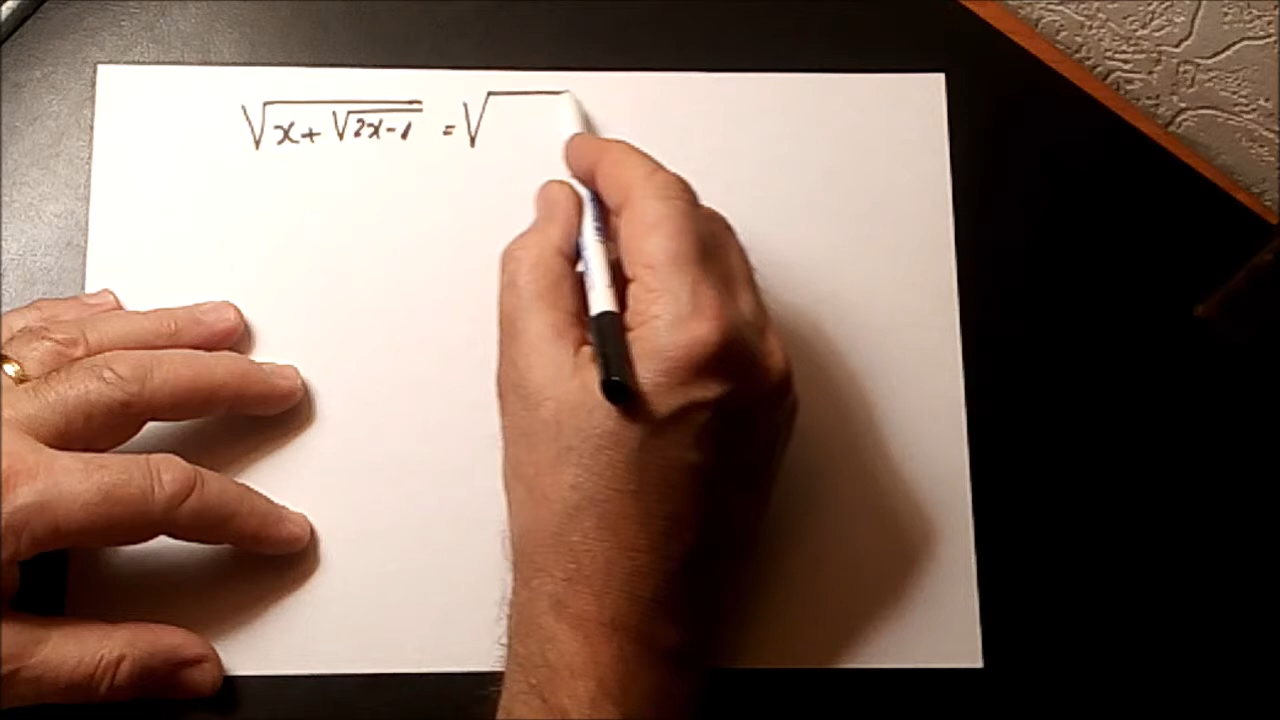 √(x+√(2x-1)) = √